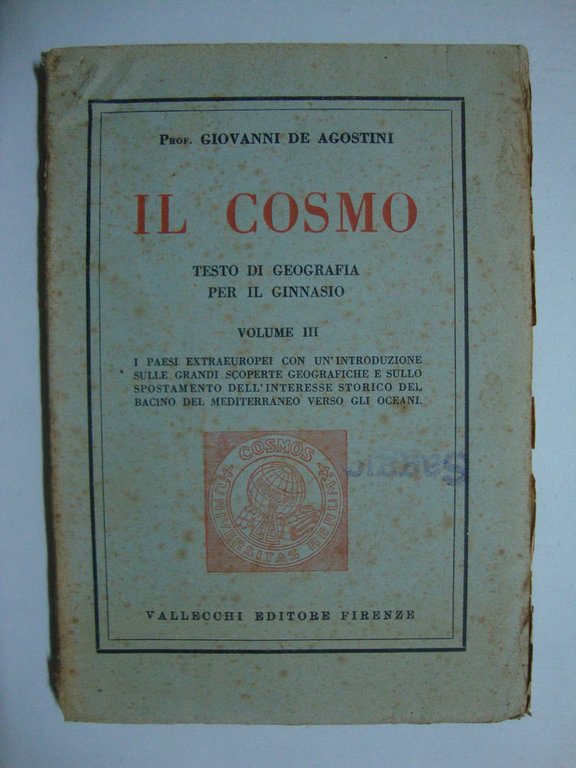 Prof. GIOVANNI DE AGOSTINI
IL COSMO
TESTO DI GEOGRAFIA
PER IL GINNASIO
VOLUME III
I PAESI EXTRAEUROPEI CON UN'INTRODUZIONE
SULLE GRANDI SCOPERTE GEOGRAFICHE E SULLO
SPOSTAMENTO DELL'INTERESSE STORICO DEL
BACINO DEL MEDITERRANEO VERSO GLI OCEANI.
COSMOS
UNIVERSITAS RERUM
VALLECCHI EDITORE FIRENZE